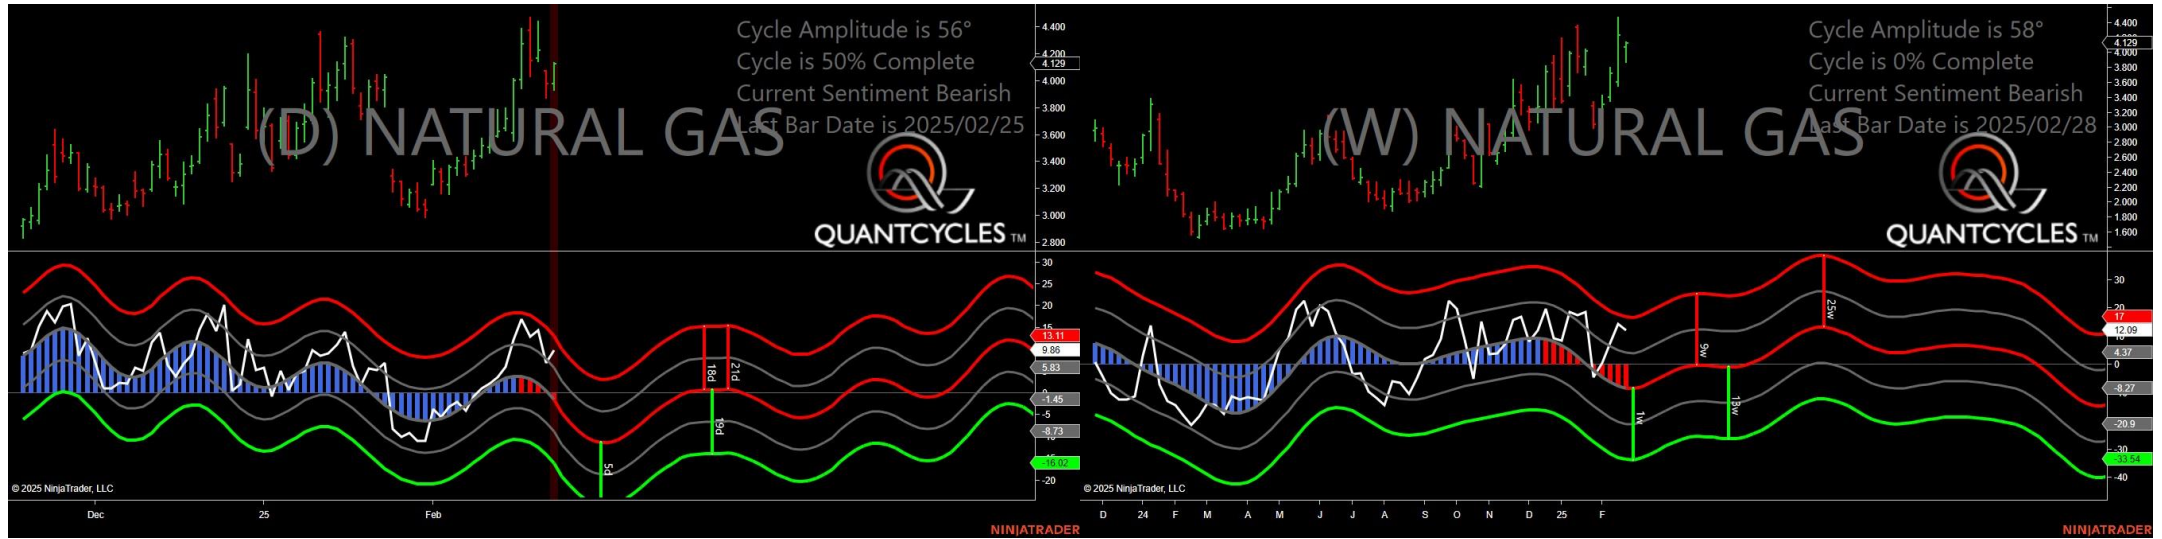 Cycle Amplitude is 56°
Cycle is 50% Complete
Current Sentiment Bearish
Last Bar Date is 2025/02/25
(D) NATURAL GAS
QUANTCYCLES TM
4.400
4.200
4.129
4.000
3.800
3.600
3.400
3.200
3.000
2.800
30
25
20
15
13.11
9.86
5.83
0
-1.45
-5
-8.73
-16.02
-20
18d
21d
19d
5d
© 2025 NinjaTrader, LLC
Dec
25
Feb
NINJATRADER
Cycle Amplitude is 58°
Cycle is 0% Complete
Current Sentiment Bearish
Last Bar Date is 2025/02/28
(W) NATURAL GAS
QUANTCYCLES TM
4.400
4.129
4.000
3.800
3.600
3.400
3.200
3.000
2.800
2.600
2.400
2.200
2.000
1.800
1.600
30
20
17
12.09
10
4.37
0
-8.27
-20.9
-30
-33.54
-40
9w
25w
1w
13w
© 2025 NinjaTrader, LLC
D 24 F M A M J J A S O N D 25 F
NINJATRADER